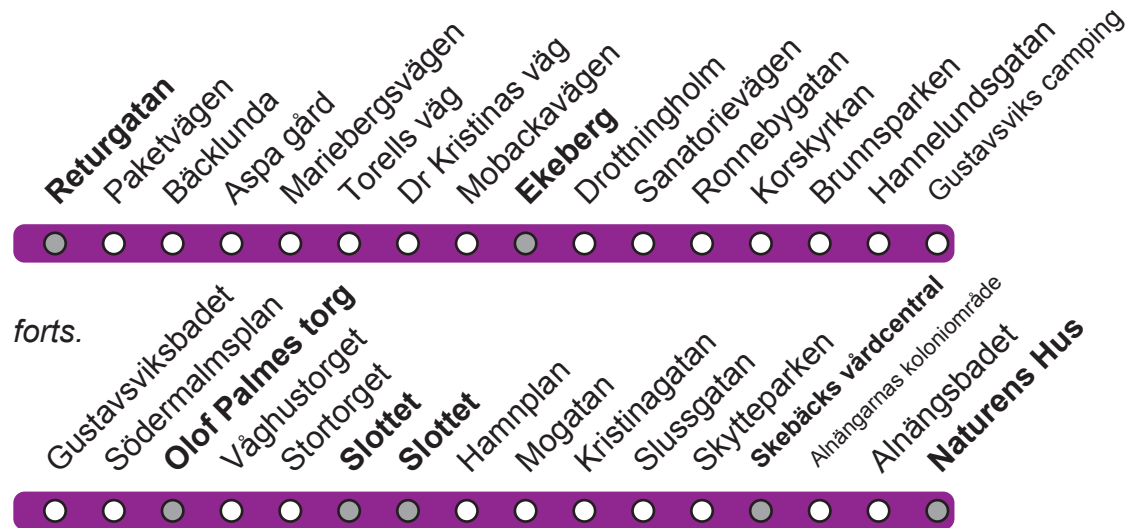 Returgatan
Paketvägen
Bäcklunda
Aspa gård
Mariebergsvägen
Torells väg
Dr Kristinas väg
Mobackavägen
Ekeberg
Drottningholm
Sanatorievägen
Ronnebygatan
Korskyrkan
Brunnsparken
Hannelundsgatan
Gustavsviks camping
forts.
Gustavsviksbadet
Södermalmsplan
Olof Palmes torg
Våghustorget
Stortorget
Slottet
Slottet
Hamnplan
Mogatan
Kristinagatan
Slussgatan
Skytteparken
Skebäcks vårdcentral
Alnängarnas koloniområde
Alnängsbadet
Naturens Hus